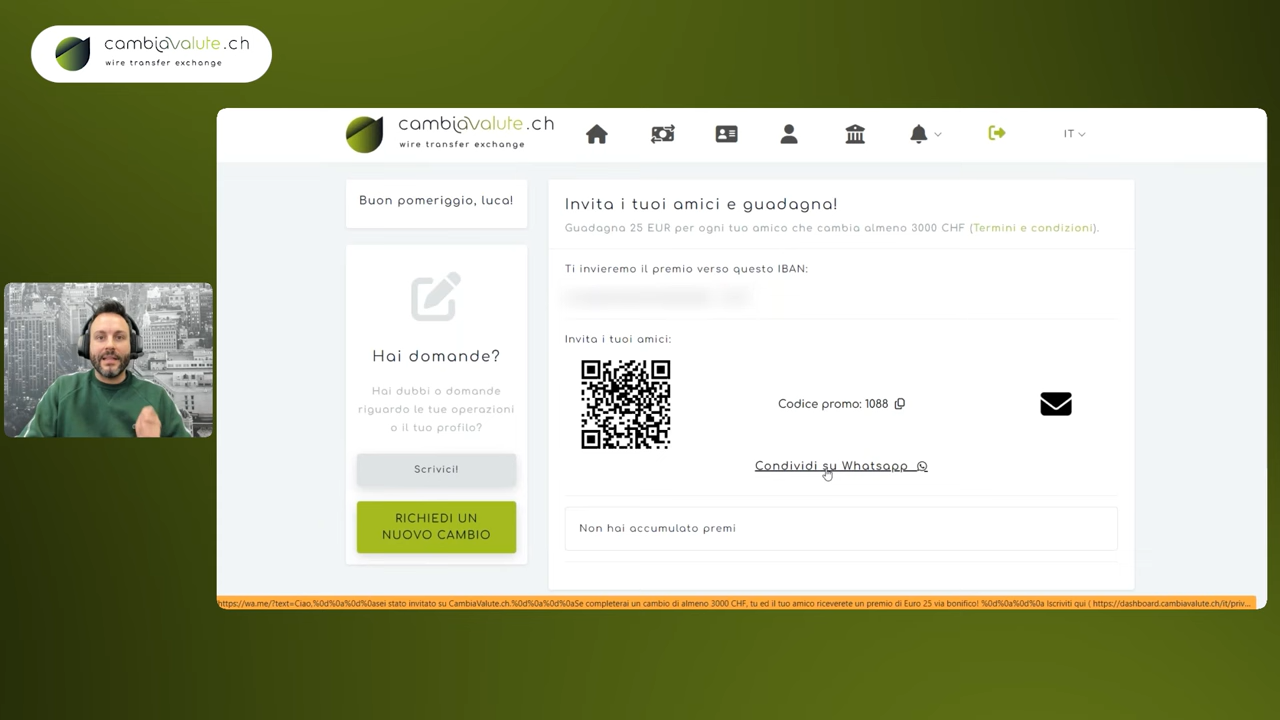 cambiavalute.ch
wire transfer exchange
cambiavalute.ch
wire transfer exchange
IT
Buon pomeriggio, luca!
Hai domande?
Hai dubbi o domande
riguardo le tue operazioni
o il tuo profilo?
Scrivici!
RICHIEDI UN
NUOVO CAMBIO
Invita i tuoi amici e guadagna!
Guadagna 25 EUR per ogni tuo amico che cambia almeno 3000 CHF (Termini e condizioni).
Ti invieremo il premio verso questo IBAN:
Invita i tuoi amici:
Codice promo: 1088
Condividi su Whatsapp
Non hai accumulato premi
https://wa.me/?text=Ciao,%0d%0a%0d%0asei stato invitato su CambiaValute.ch.%0d%0a%0d%0aSe completerai un cambio di almeno 3000 CHF, tu ed il tuo amico riceverete un premio di Euro 25 via bonifico! %0d%0a%0d%0a Iscriviti qui ( https://dashboard.cambiavalute.ch/it/priv...